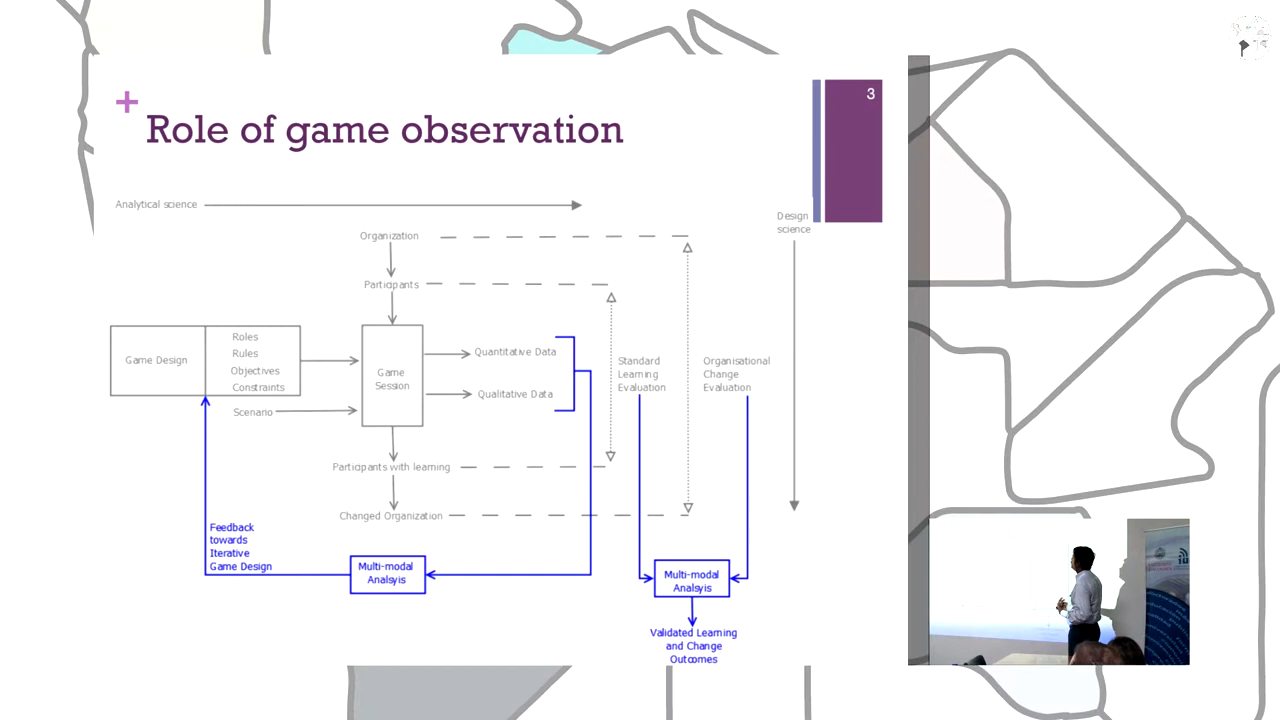 3
+
Role of game observation
Analytical science
Design
science
Organization
Participants
Game Design
Roles
Rules
Objectives
Constraints
Scenario
Game
Session
Quantitative Data
Qualitative Data
Standard
Learning
Evaluation
Organisational
Change
Evaluation
Participants with learning
Changed Organization
Feedback
towards
Iterative
Game Design
Multi-modal
Analsyis
Multi-modal
Analsyis
Validated Learning
and Change
Outcomes